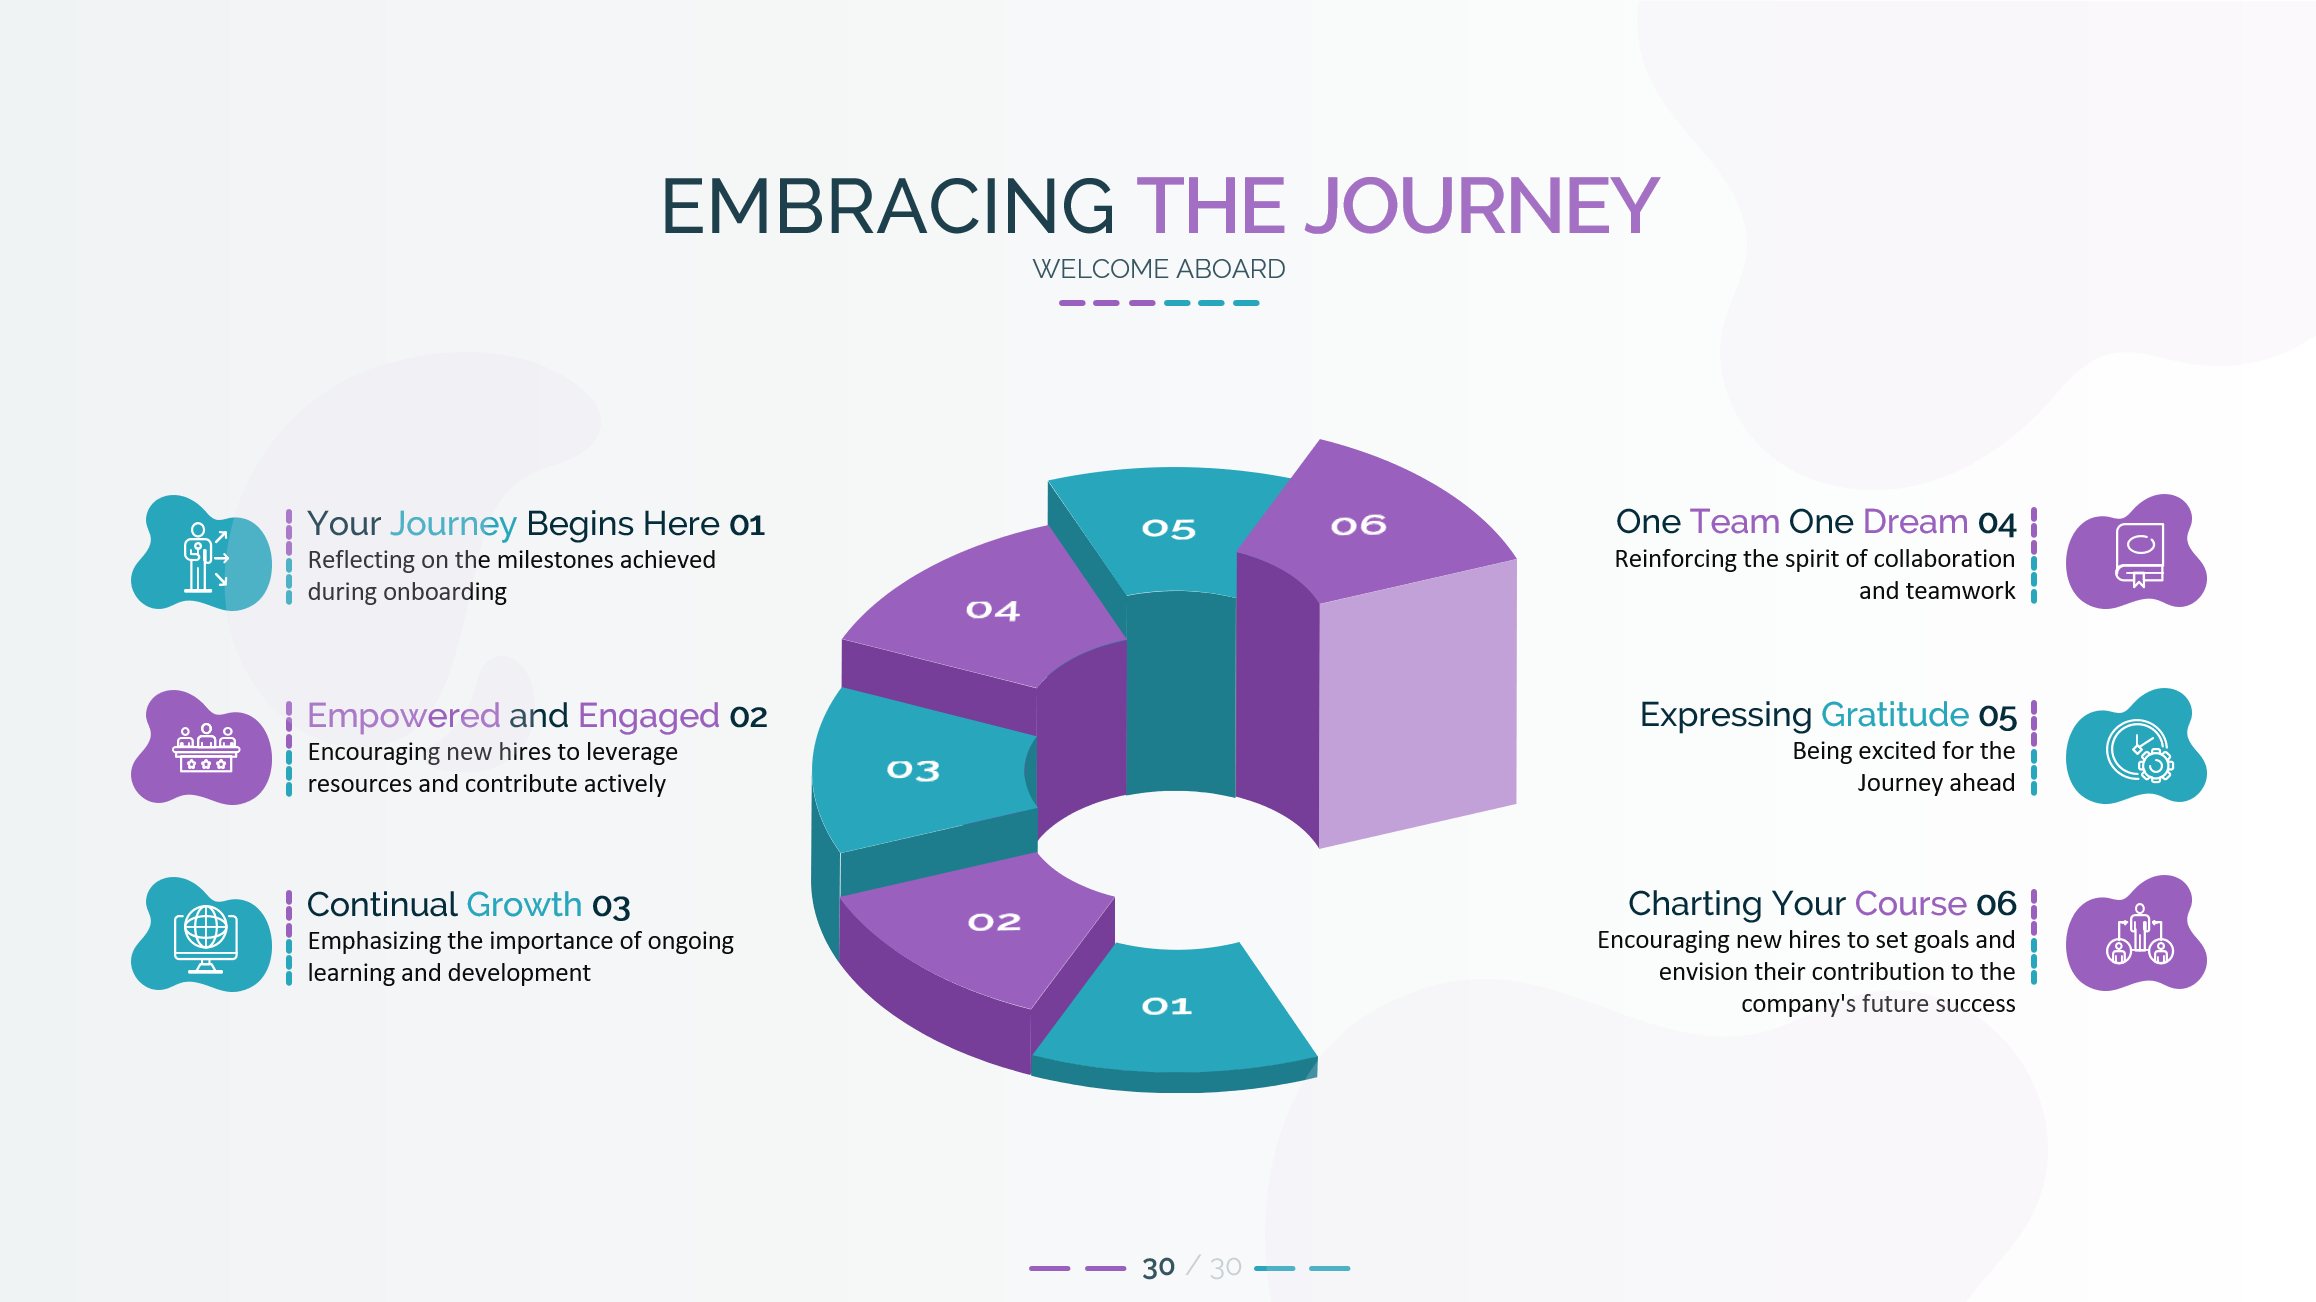 EMBRACING THE JOURNEY
WELCOME ABOARD
Your Journey Begins Here 01
Reflecting on the milestones achieved
during onboarding
Empowered and Engaged 02
Encouraging new hires to leverage
resources and contribute actively
Continual Growth 03
Emphasizing the importance of ongoing
learning and development
05
06
04
03
02
01
One Team One Dream 04
Reinforcing the spirit of collaboration
and teamwork
Expressing Gratitude 05
Being excited for the
Journey ahead
Charting Your Course 06
Encouraging new hires to set goals and
envision their contribution to the
company's future success
30 / 30